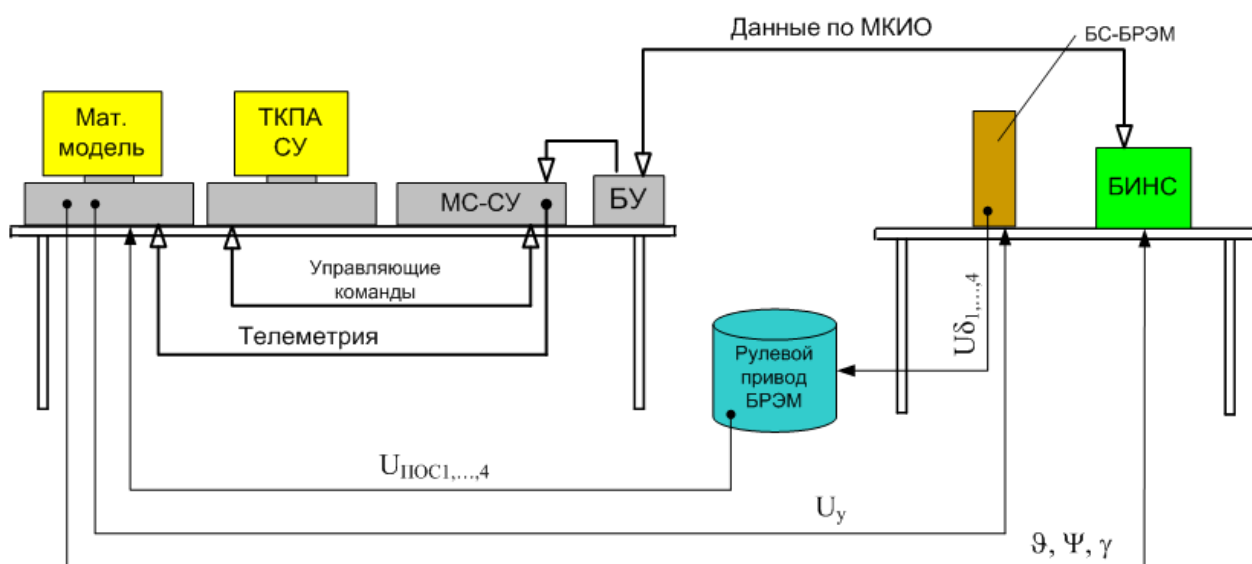 Данные по МКИО
БС-БРЭМ
Мат.
модель
ТКПА
СУ
МС-СУ
БУ
БИНС
Управляющие
команды
Телеметрия
Рулевой
привод
БРЭМ
Uδ1,...,4
UПОС1,...,4
Uy
ϑ, Ψ, γ